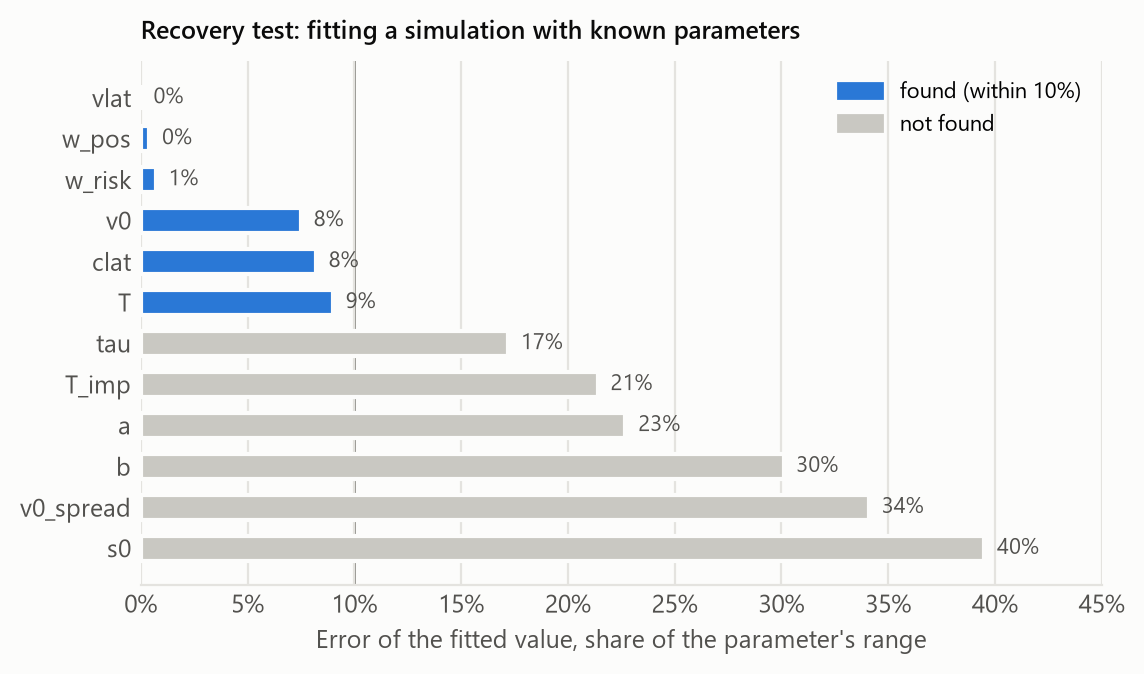 Recovery test: fitting a simulation with known parameters
found (within 10%)
not found
vlat 0%
w_pos 0%
w_risk 1%
v0 8%
clat 8%
T 9%
tau 17%
T_imp 21%
a 23%
b 30%
v0_spread 34%
s0 40%
0% 5% 10% 15% 20% 25% 30% 35% 40% 45%
Error of the fitted value, share of the parameter's range